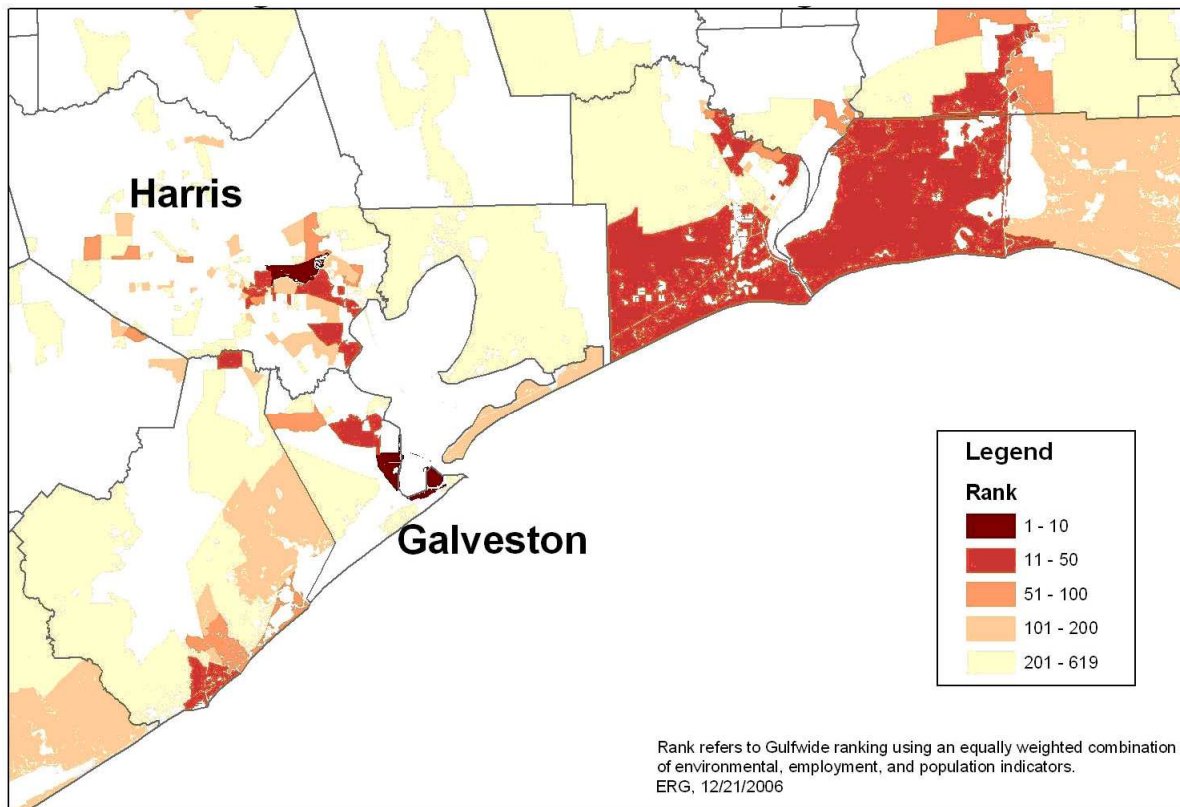 Harris
Galveston
Legend
Rank
1 - 10
11 - 50
51 - 100
101 - 200
201 - 619
Rank refers to Gulfwide ranking using an equally weighted combination
of environmental, employment, and population indicators.
ERG, 12/21/2006